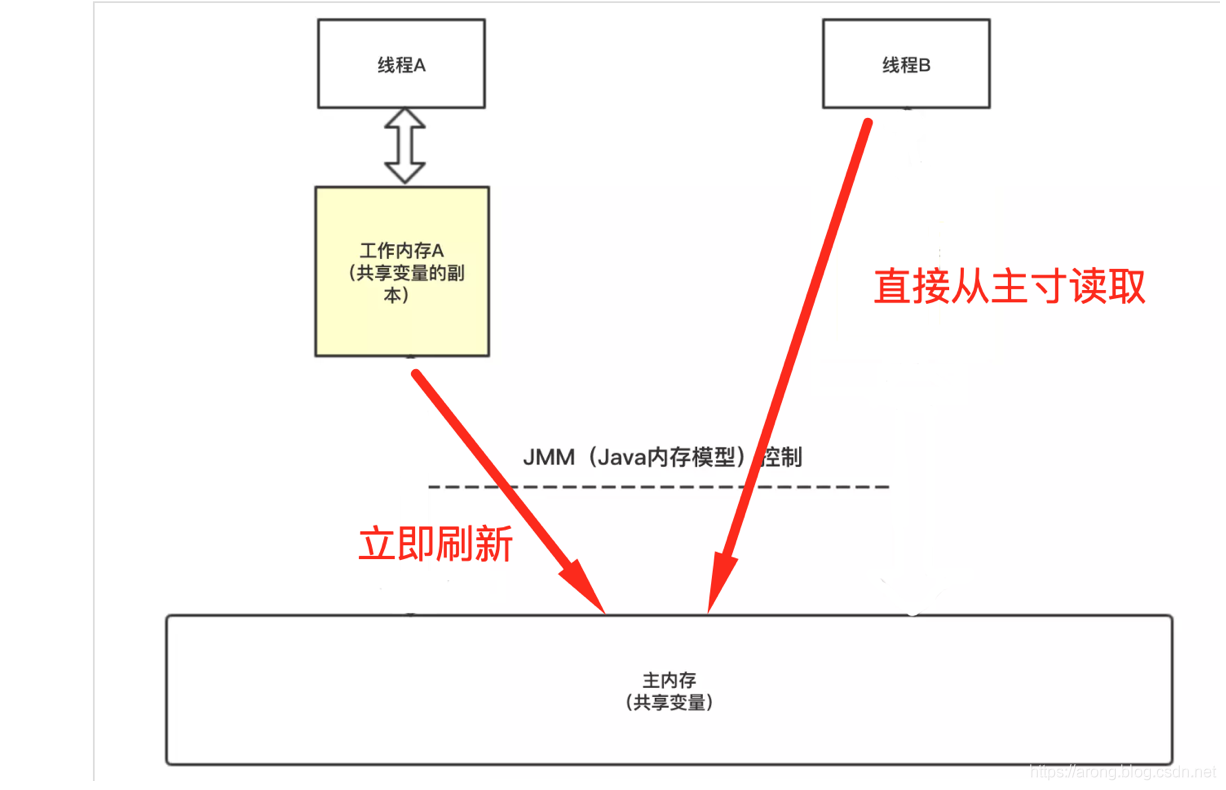 线程A
线程B
工作内存A
（共享变量的副
本）
直接从主寸读取
JMM（Java内存模型）控制
立即刷新
主内存
（共享变量）
https://arong.blog.csdn.net